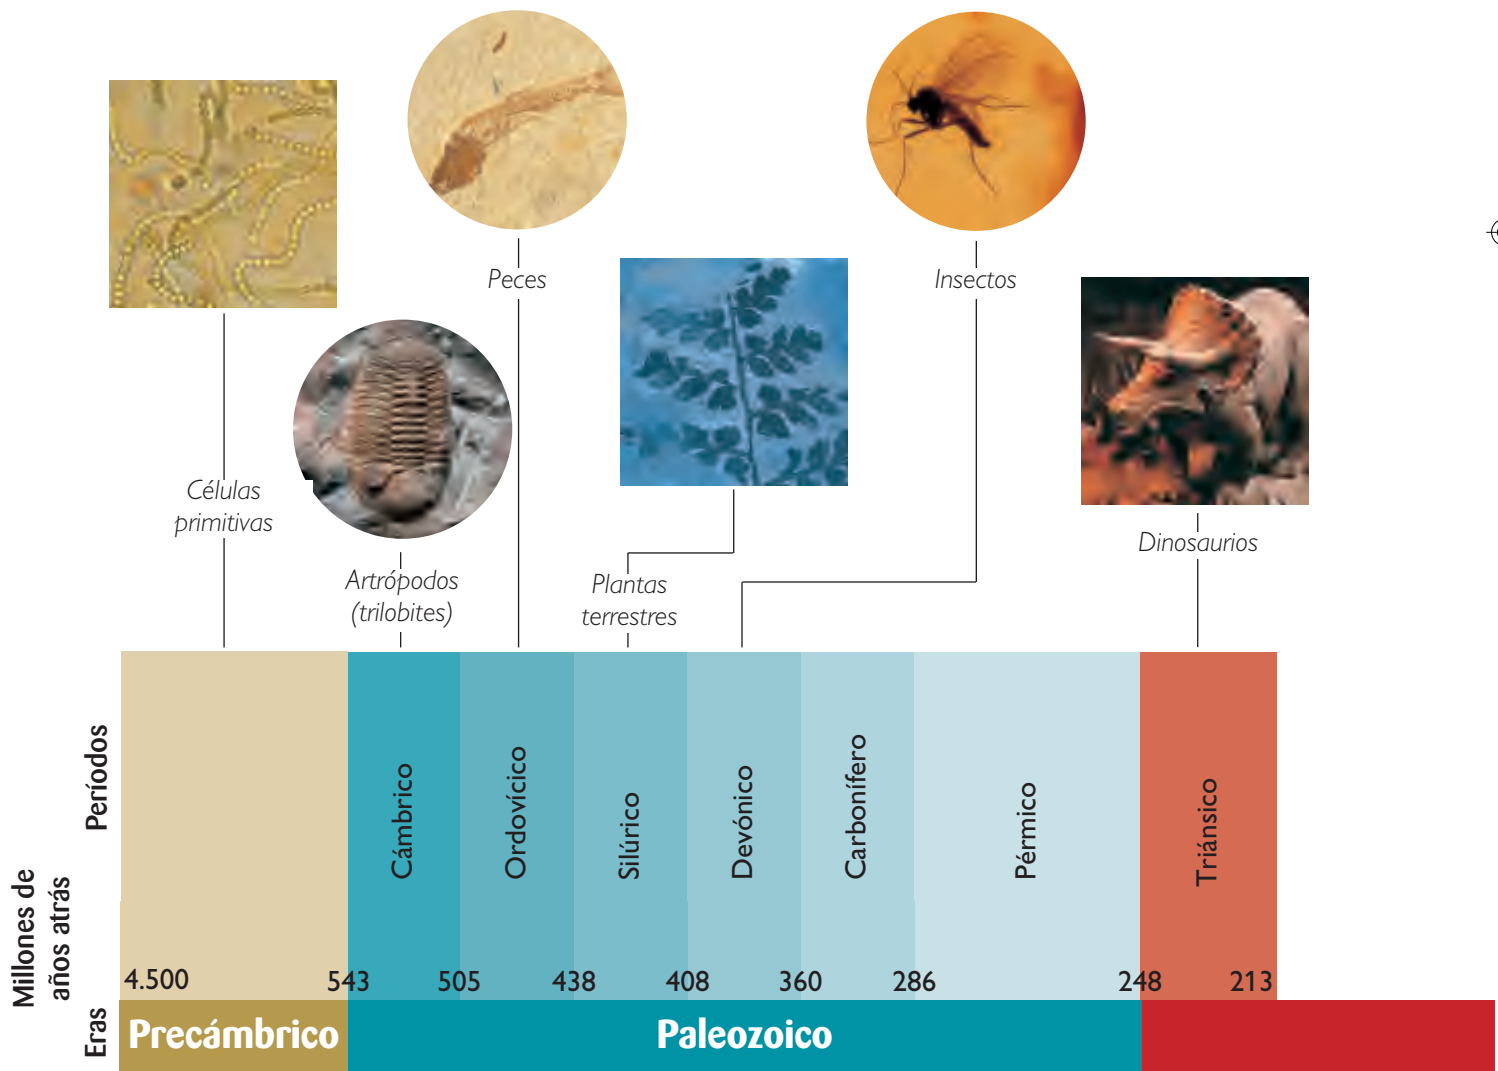 Peces
Insectos
Células
primitivas
Artrópodos
(trilobites)
Plantas
terrestres
Dinosaurios
Períodos
Cámbrico
Ordovícico
Silúrico
Devónico
Carbonífero
Pérmico
Triánsico
Millones de
años atrás
4.500
543
505
438
408
360
286
248
213
Eras
Precámbrico
Paleozoico